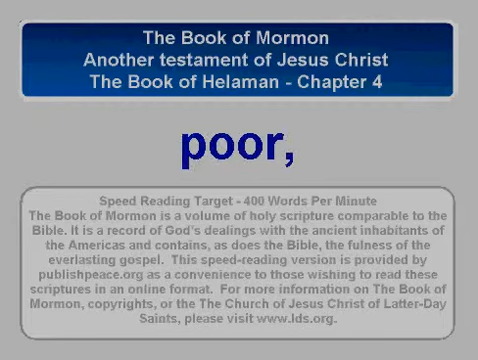 The Book of Mormon
Another testament of Jesus Christ
The Book of Helaman - Chapter 4
poor,
Speed Reading Target - 400 Words Per Minute
The Book of Mormon is a volume of holy scripture comparable to the
Bible. It is a record of God's dealings with the ancient inhabitants of
the Americas and contains, as does the Bible, the fulness of the
everlasting gospel.  This speed-reading version is provided by
publishpeace.org as a convenience to those wishing to read these
scriptures in an online format.  For more information on The Book of
Mormon, copyrights, or the The Church of Jesus Christ of Latter-Day
Saints, please visit www.lds.org.